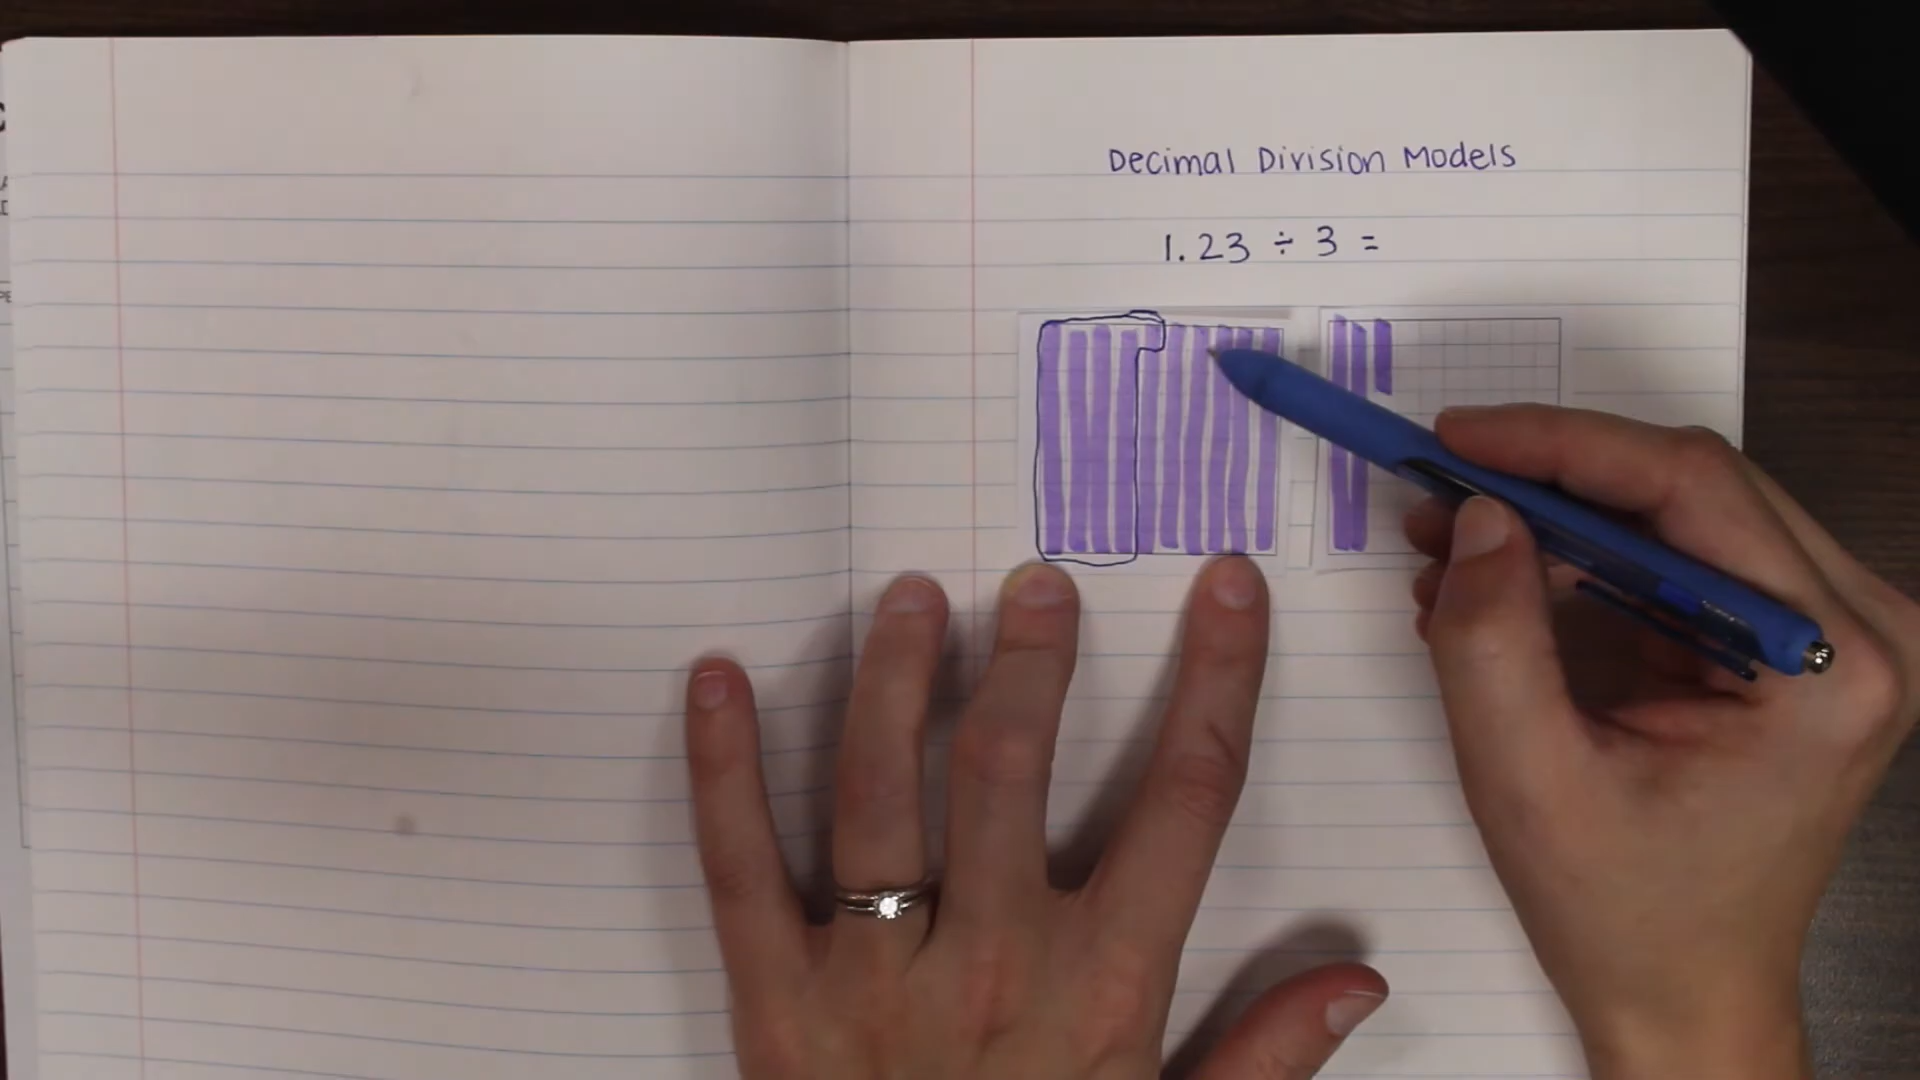 Decimal Division Models
1.23 ÷ 3 =